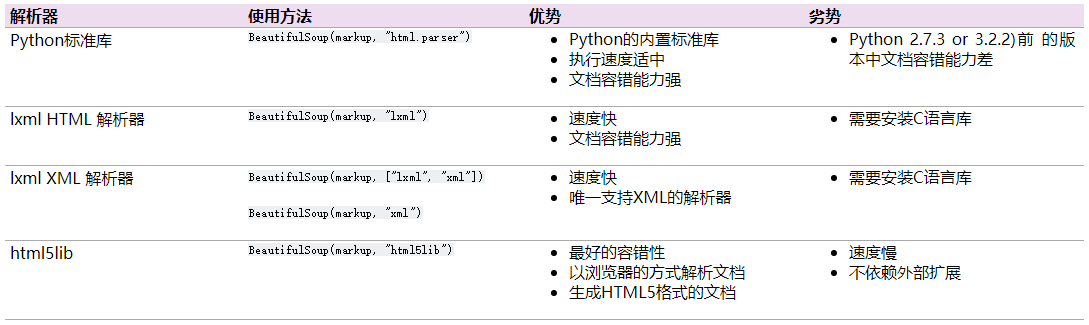 解析器 使用方法 优势 劣势
Python标准库 BeautifulSoup(markup, "html.parser") Python的内置标准库 Python 2.7.3 or 3.2.2)前 的版
执行速度适中 本中文档容错能力差
文档容错能力强
lxml HTML 解析器 BeautifulSoup(markup, "lxml") 速度快 需要安装C语言库
文档容错能力强
lxml XML 解析器 BeautifulSoup(markup, ["lxml", "xml"]) 速度快 需要安装C语言库
唯一支持XML的解析器
BeautifulSoup(markup, "xml")
html5lib BeautifulSoup(markup, "html5lib") 最好的容错性 速度慢
以浏览器的方式解析文档 不依赖外部扩展
生成HTML5格式的文档